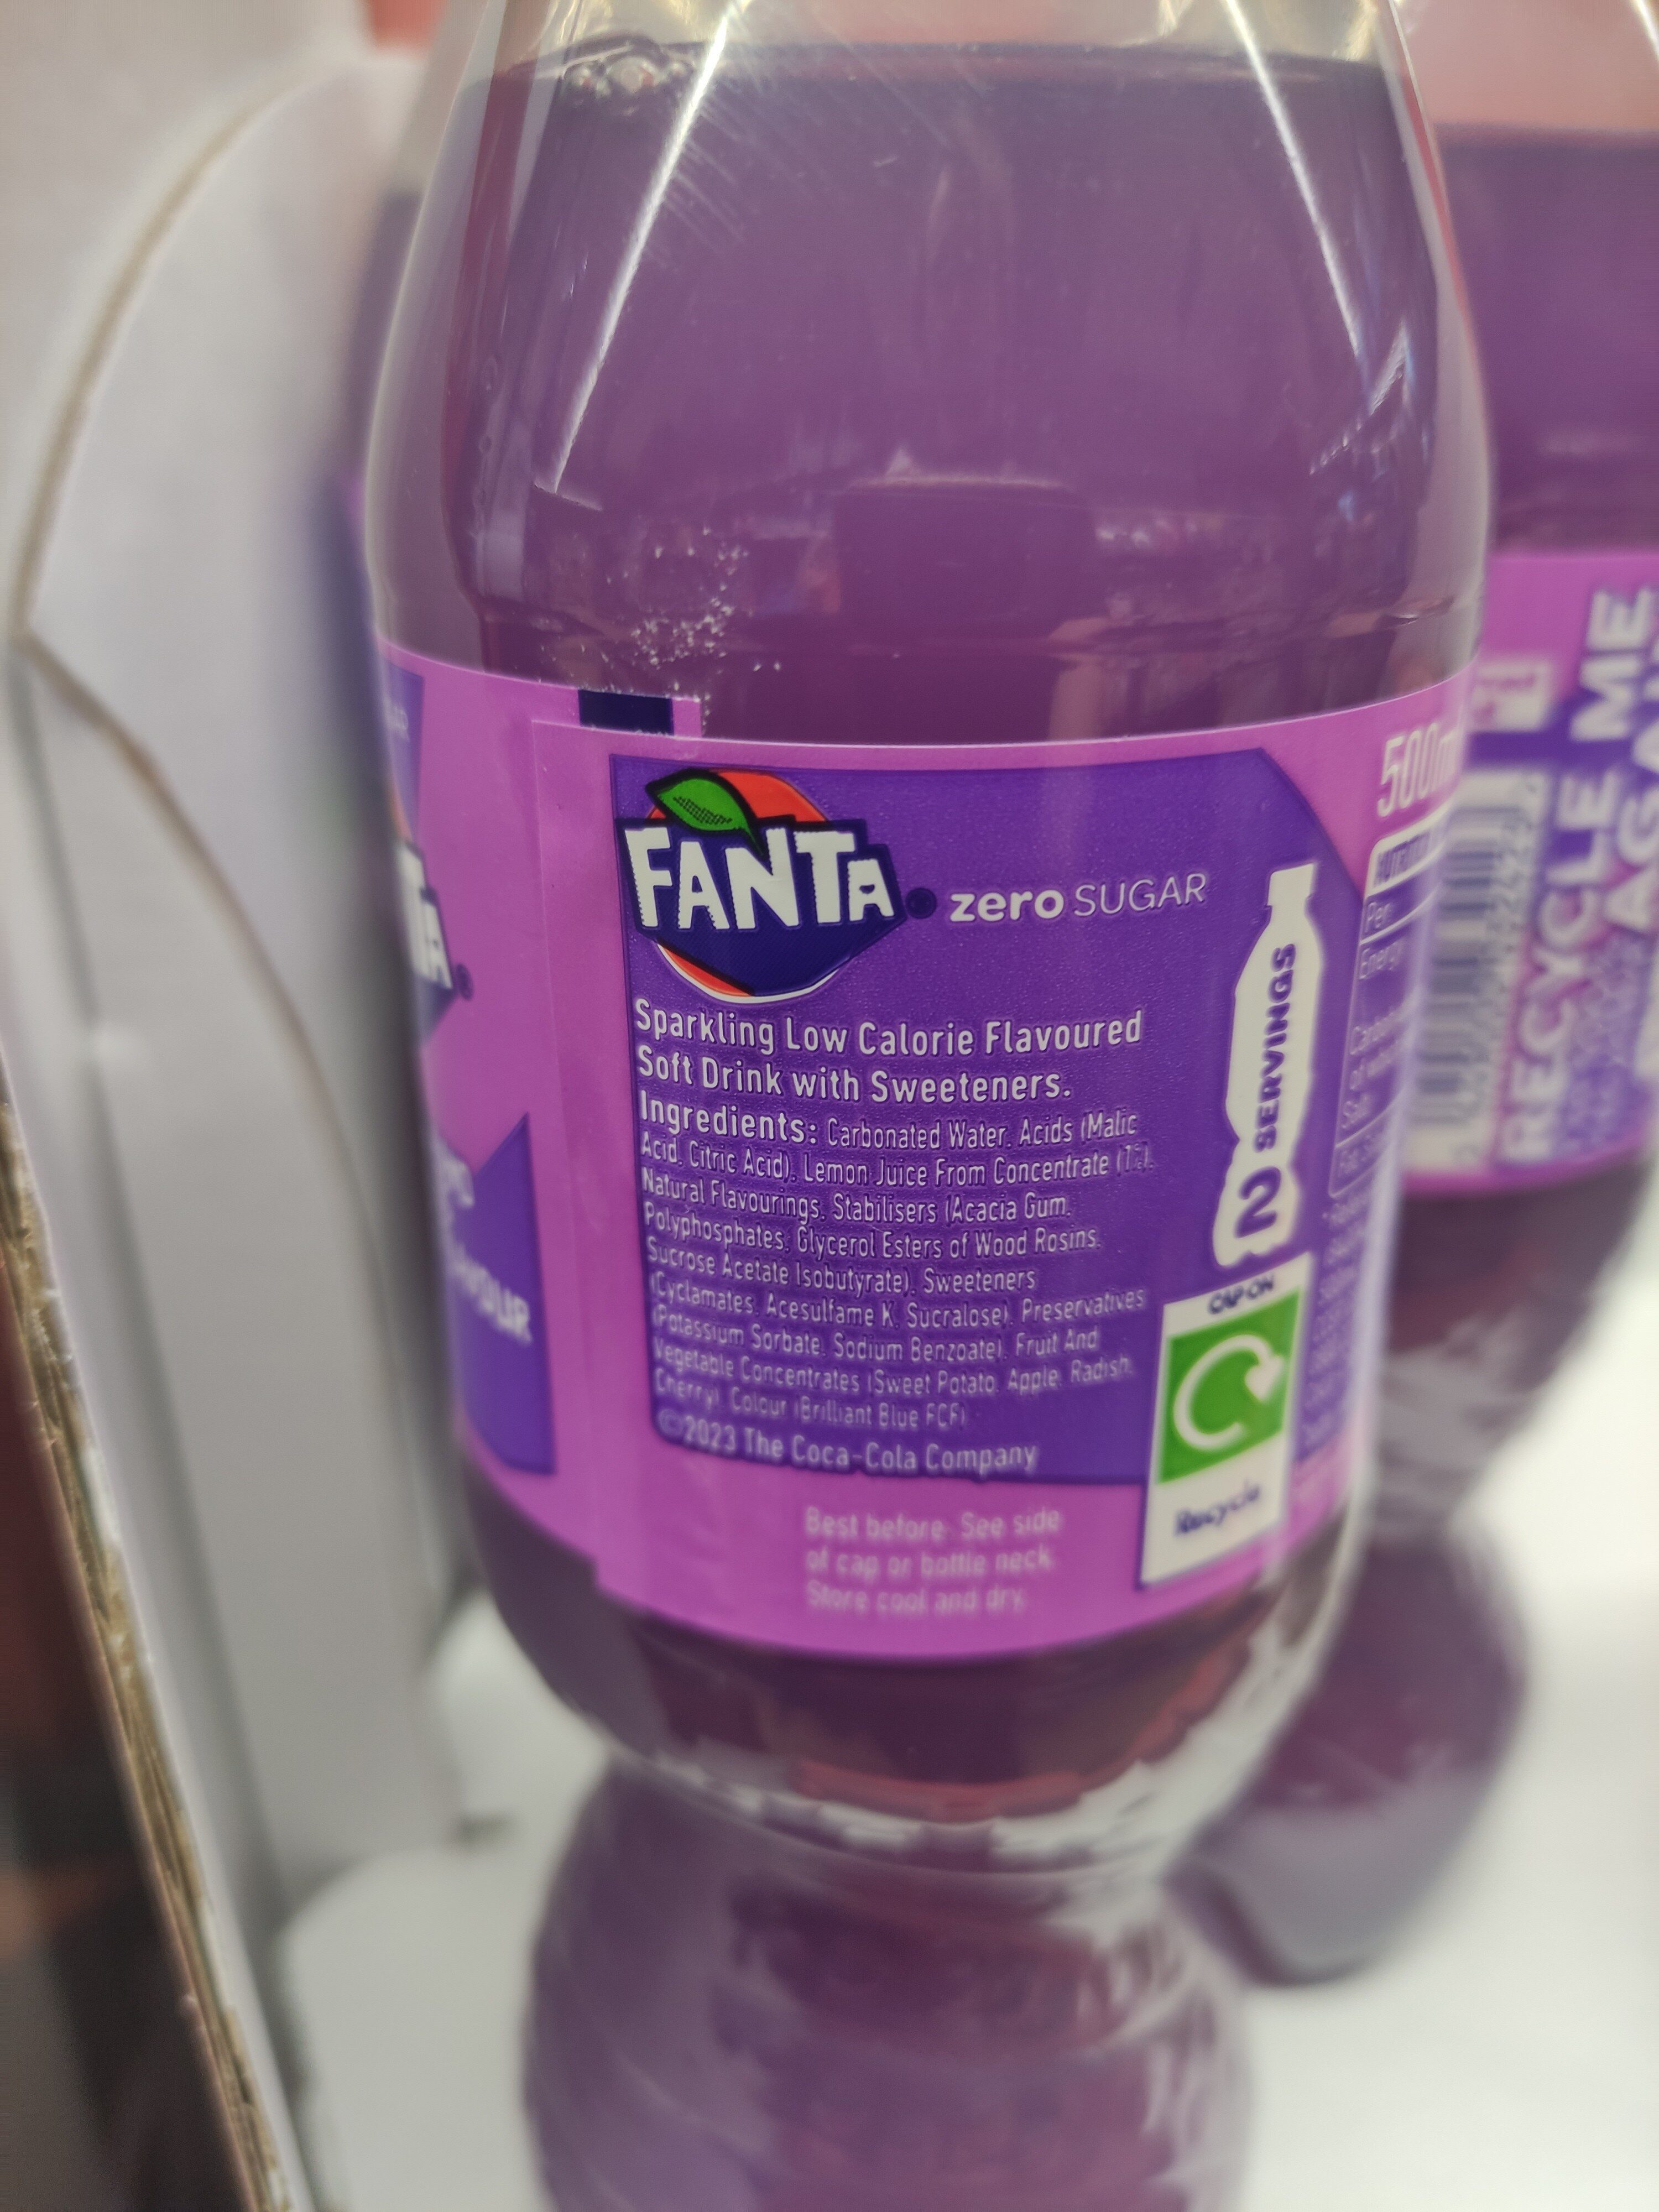 FANTA® zero SUGAR
Sparkling Low Calorie Flavoured
Soft Drink with Sweeteners.
Ingredients: Carbonated Water, Acids (Malic
Acid, Citric Acid), Lemon Juice From Concentrate (1%),
Natural Flavourings, Stabilisers (Acacia Gum,
Polyphosphates, Glycerol Esters of Wood Rosins,
Sucrose Acetate Isobutyrate), Sweeteners
(Cyclamates, Acesulfame K, Sucralose), Preservatives
(Potassium Sorbate, Sodium Benzoate), Fruit And
Vegetable Concentrates (Sweet Potato, Apple, Radish,
Cherry), Colour (Brilliant Blue FCF)
©2023 The Coca-Cola Company
Best before: See side
of cap or bottle neck.
Store cool and dry.
2 SERVINGS
CAP ON
Recycle
500m
Per
Energy
RECYCLE ME